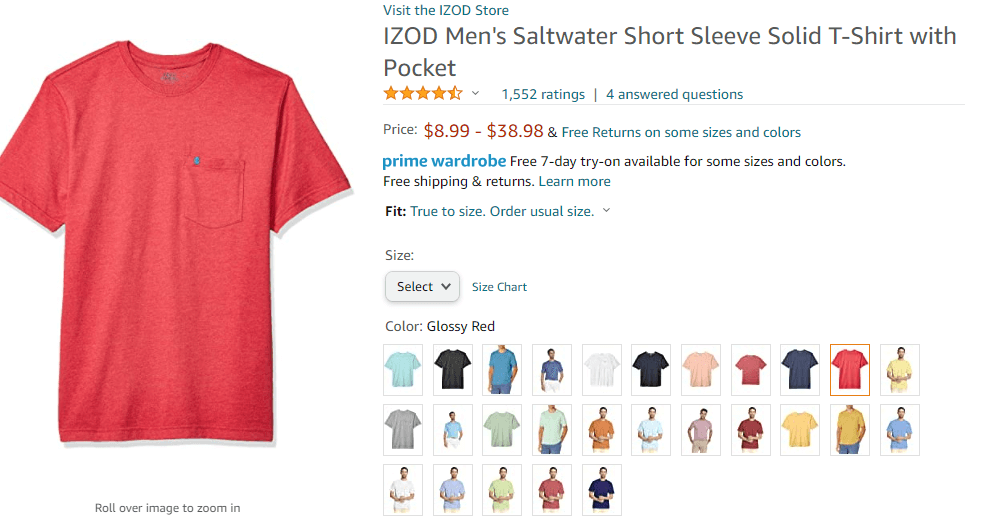 Visit the IZOD Store
IZOD Men's Saltwater Short Sleeve Solid T-Shirt with
Pocket
1,552 ratings | 4 answered questions
Price: $8.99 - $38.98 & Free Returns on some sizes and colors
prime wardrobe Free 7-day try-on available for some sizes and colors.
Free shipping & returns. Learn more
Fit: True to size. Order usual size.
Size:
Select
Size Chart
Color: Glossy Red
Roll over image to zoom in